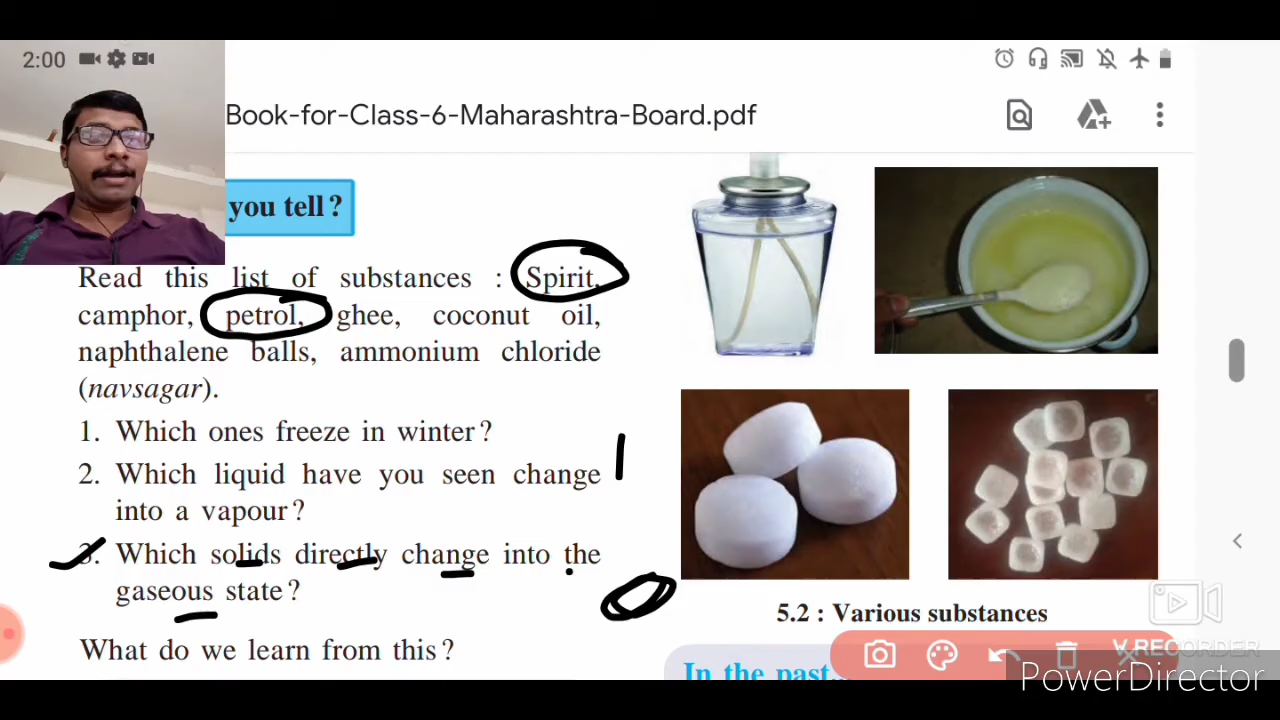 2:00
Book-for-Class-6-Maharashtra-Board.pdf
you tell?
Read this list of substances : Spirit,
camphor, petrol, ghee, coconut oil,
naphthalene balls, ammonium chloride
(navsagar).
1. Which ones freeze in winter?
2. Which liquid have you seen change
into a vapour?
3. Which solids directly change into the
gaseous state?
What do we learn from this?
5.2 : Various substances
In the past
V.RECORDER
PowerDirector